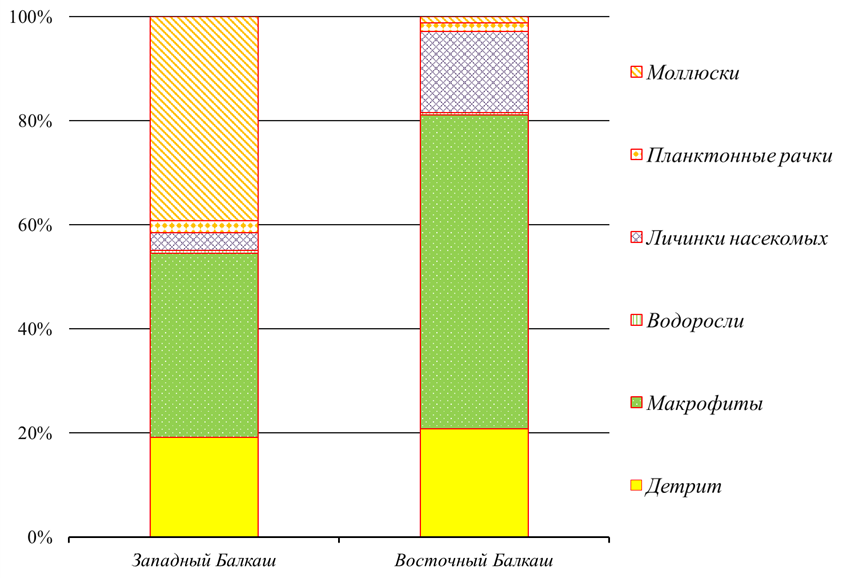 100%
80%
60%
40%
20%
0%
Западный Балкаш
Восточный Балкаш
Моллюски
Планктонные рачки
Личинки насекомых
Водоросли
Макрофиты
Детрит